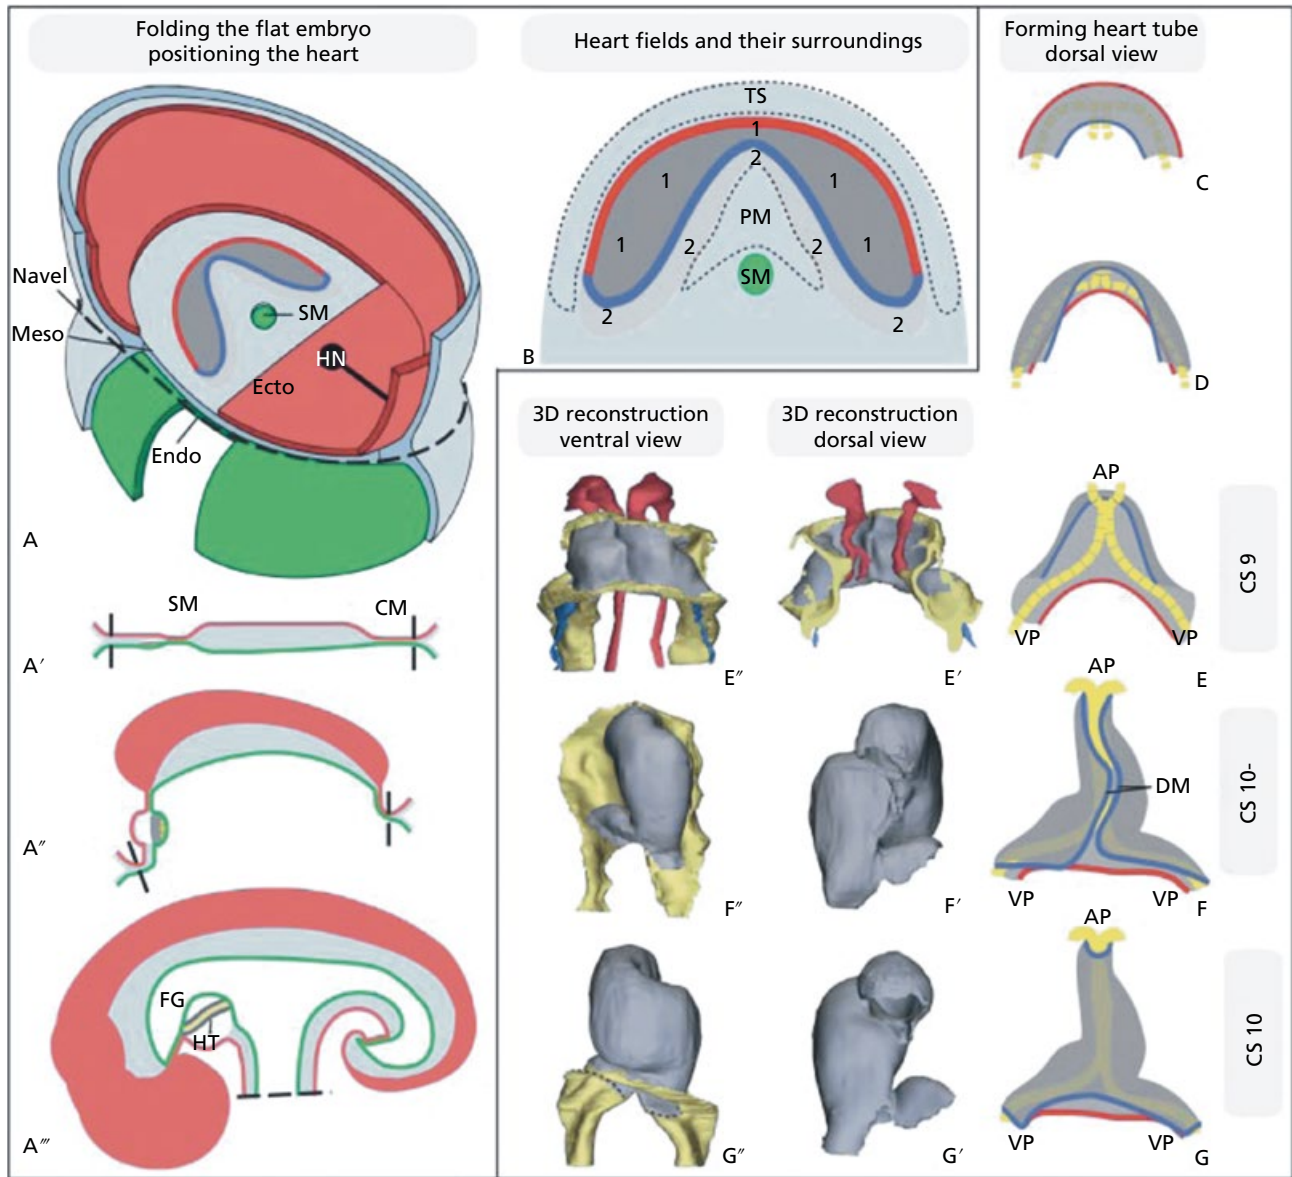 Folding the flat embryo
positioning the heart
Navel
Meso
SM
HN
Ecto
Endo
A
SM
CM
A′
A″
FG
HT
A‴
Heart fields and their surroundings
TS
1
2
1
1
PM
1
2
2
1
SM
2
2
B
Forming heart tube
dorsal view
C
D
3D reconstruction
ventral view
3D reconstruction
dorsal view
E″
E′
AP
VP
VP
E
CS 9
F″
F′
AP
DM
VP
VP
F
CS 10-
G″
G′
AP
VP
VP
G
CS 10